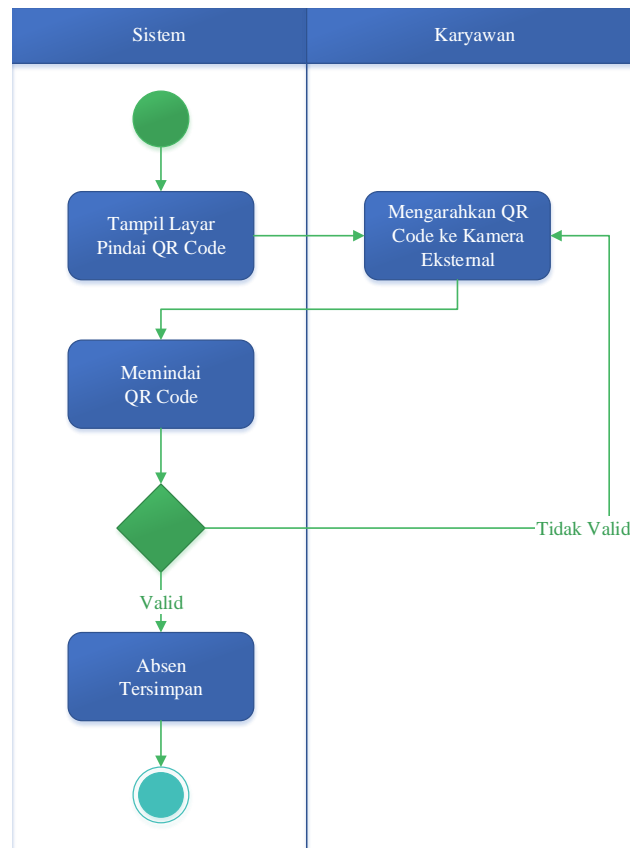 Sistem
Karyawan
Tampil Layar
Pindai QR Code
Mengarahkan QR
Code ke Kamera
Eksternal
Memindai
QR Code
Tidak Valid
Valid
Absen
Tersimpan